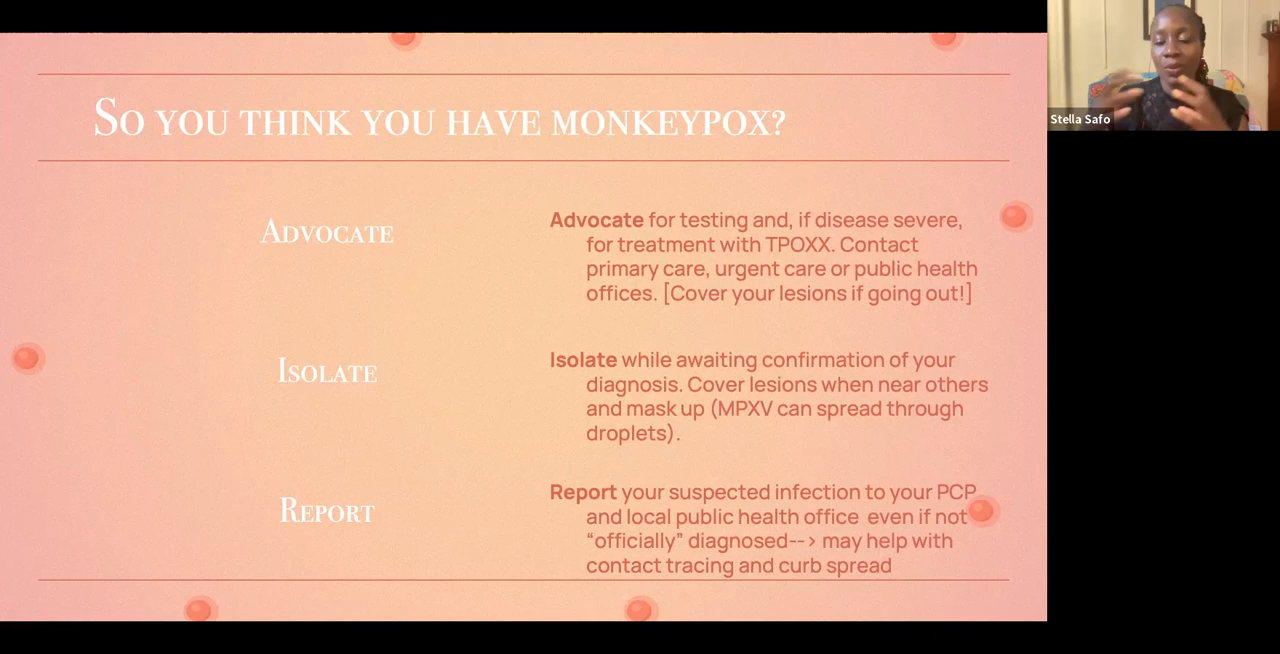 So you think you have monkeypox?
Advocate
Advocate for testing and, if disease severe,
for treatment with TPOXX. Contact
primary care, urgent care or public health
offices. [Cover your lesions if going out!]
Isolate
Isolate while awaiting confirmation of your
diagnosis. Cover lesions when near others
and mask up (MPXV can spread through
droplets).
Report
Report your suspected infection to your PCP
and local public health office  even if not
“officially” diagnosed--> may help with
contact tracing and curb spread
Stella Safo